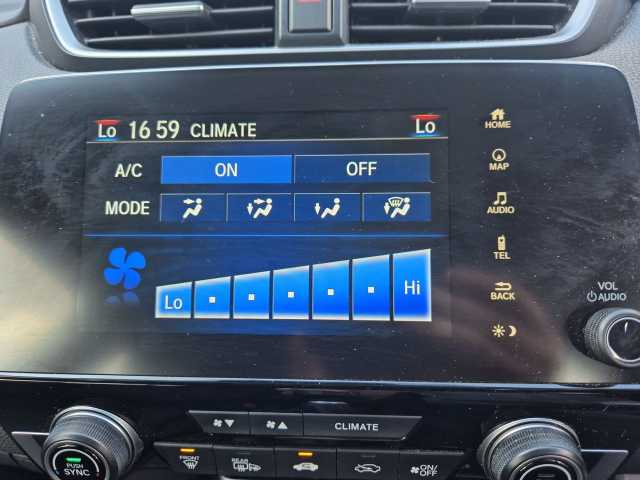 Lo 16 59 CLIMATE Lo
HOME
A/C ON OFF
MAP
MODE
AUDIO
TEL
Lo Hi
BACK
VOL
AUDIO
CLIMATE
PUSH
SYNC
FRONT
REAR
ON/
OFF